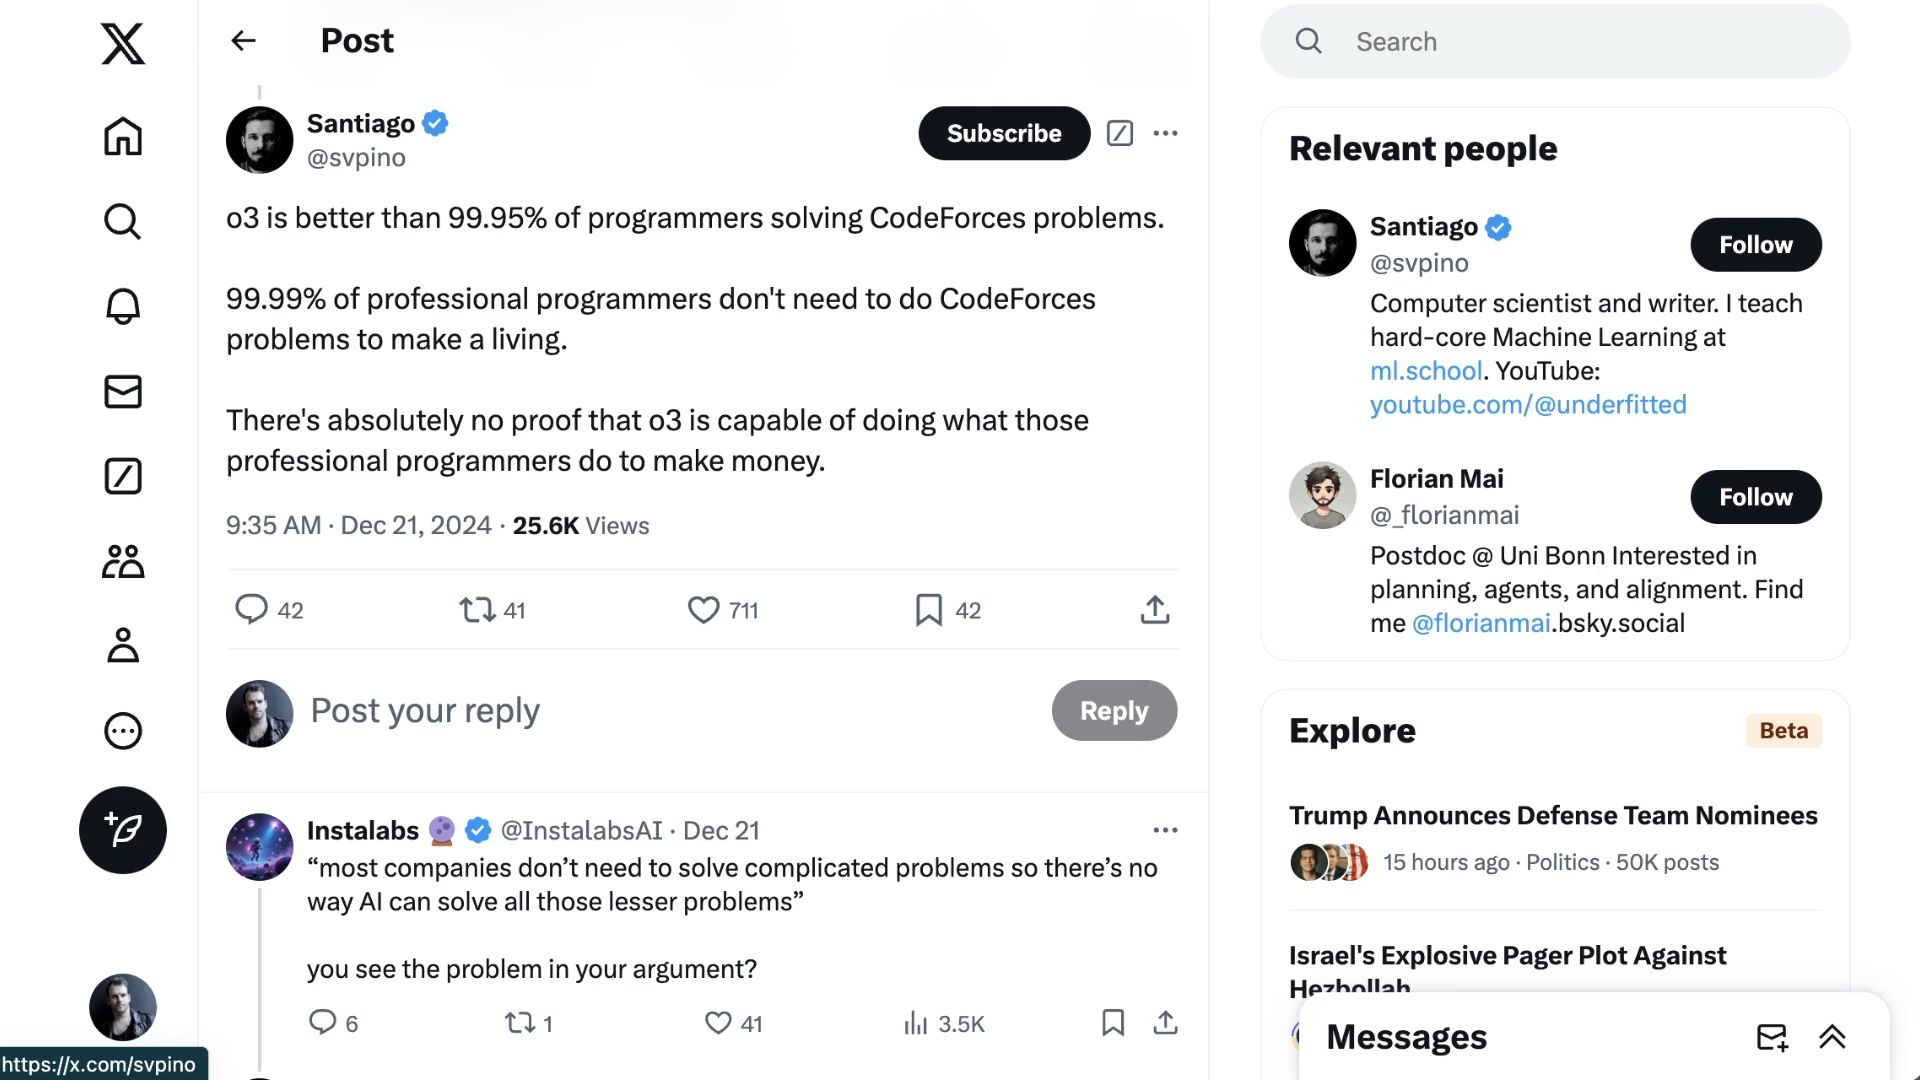 Post
Santiago
@svpino
Subscribe
o3 is better than 99.95% of programmers solving CodeForces problems.
99.99% of professional programmers don't need to do CodeForces
problems to make a living.
There's absolutely no proof that o3 is capable of doing what those
professional programmers do to make money.
9:35 AM · Dec 21, 2024 · 25.6K Views
42
41
711
42
Post your reply
Reply
Instalabs @InstalabsAI · Dec 21
“most companies don’t need to solve complicated problems so there’s no
way AI can solve all those lesser problems”
you see the problem in your argument?
6
1
41
3.5K
https://x.com/svpino
Search
Relevant people
Santiago
@svpino
Follow
Computer scientist and writer. I teach
hard-core Machine Learning at
ml.school. YouTube:
youtube.com/@underfitted
Florian Mai
@_florianmai
Follow
Postdoc @ Uni Bonn Interested in
planning, agents, and alignment. Find
me @florianmai.bsky.social
Explore
Beta
Trump Announces Defense Team Nominees
15 hours ago · Politics · 50K posts
Israel's Explosive Pager Plot Against
Hezbollah
Messages